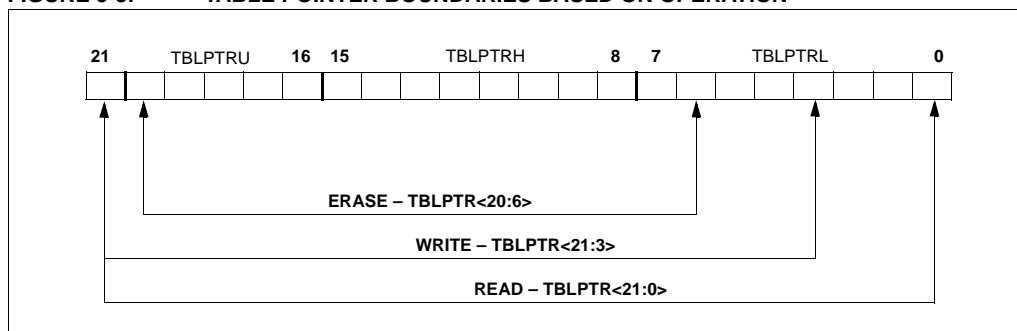 FIGURE 5-3: TABLE POINTER BOUNDARIES BASED ON OPERATION
21 TBLPTRU 16 15 TBLPTRH 8 7 TBLPTRL 0
ERASE – TBLPTR<20:6>
WRITE – TBLPTR<21:3>
READ – TBLPTR<21:0>